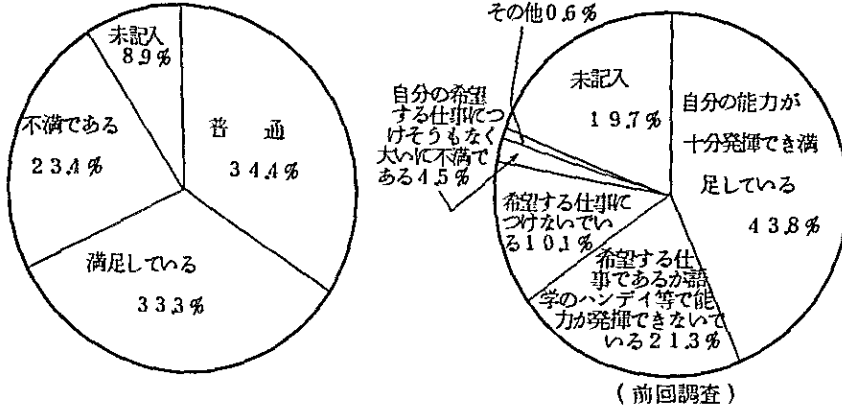 未記入
8.9%
普通
34.4%
不満である
23.4%
満足している
33.3%
その他0.6%
未記入
19.7%
自分の希望
する仕事につ
けそうもなく
大いに不満で
ある4.5%
自分の能力が
十分発揮でき満
足している
43.8%
希望する仕事に
つけないでい
る10.1%
希望する仕
事であるが語
学のハンディ等で能
力が発揮できないで
いる21.3%
(前回調査)